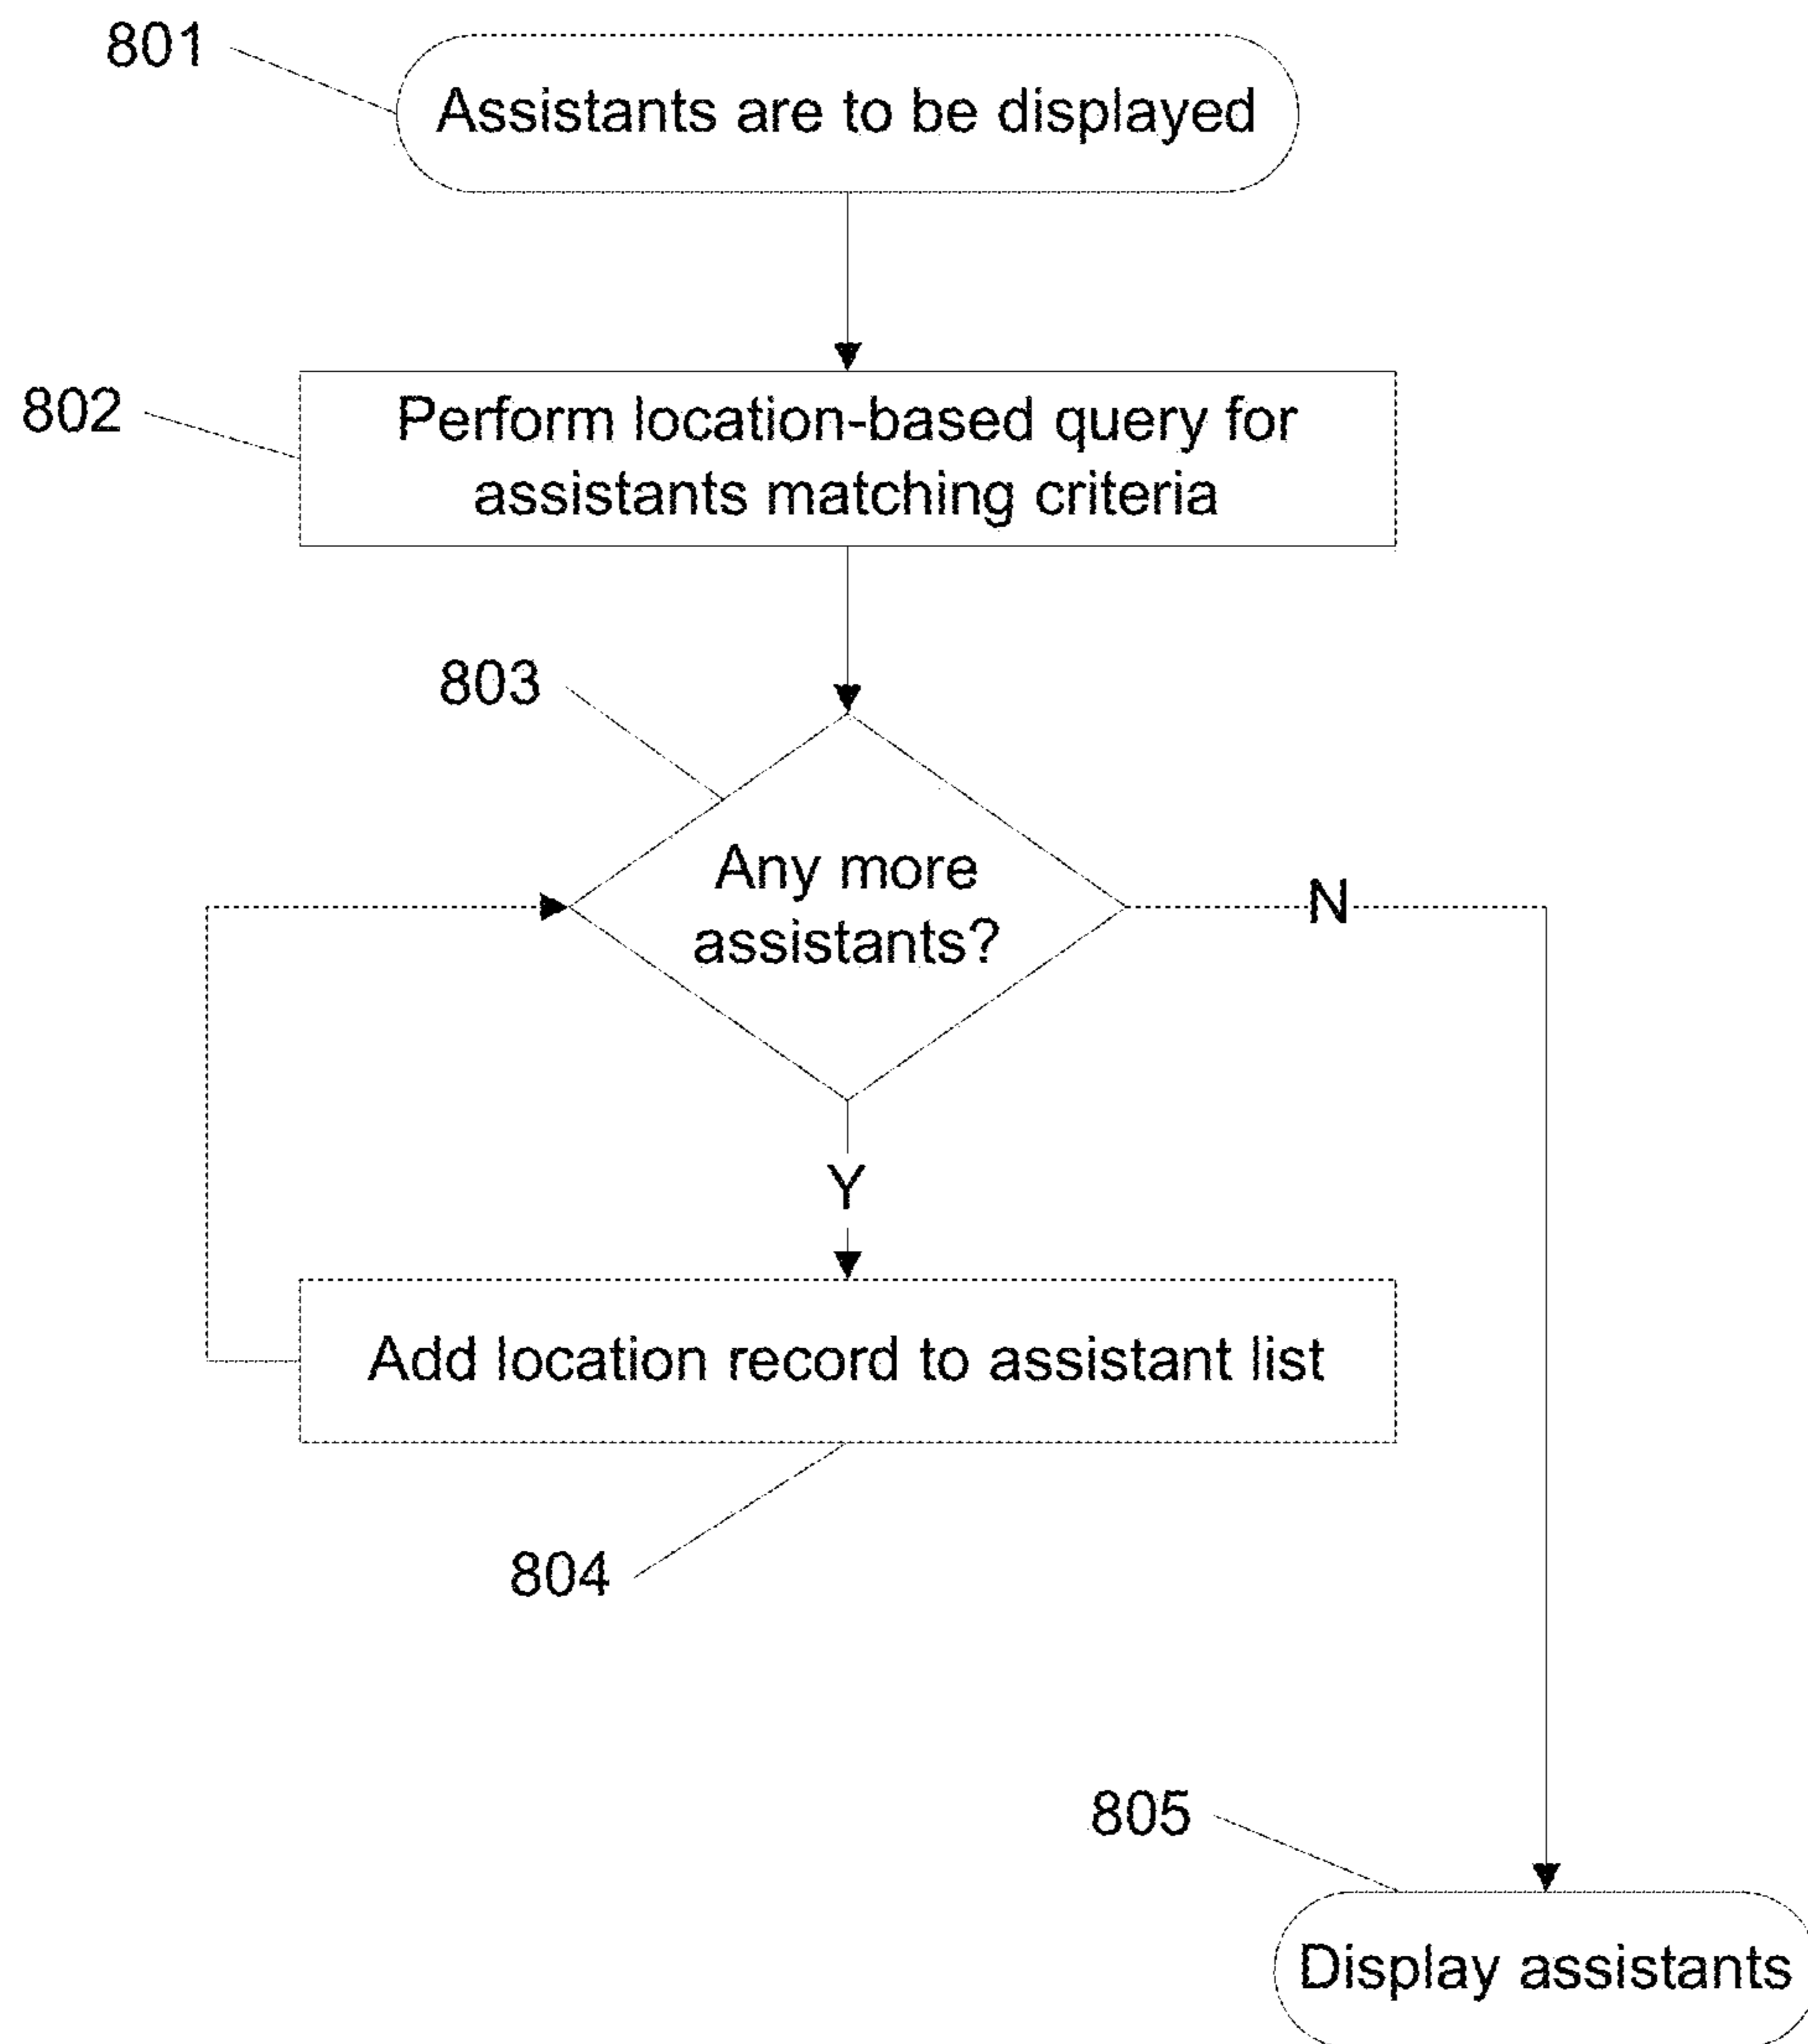 801
Assistants are to be displayed
802
Perform location-based query for
assistants matching criteria
803
Any more
assistants?
N
Y
Add location record to assistant list
804
805
Display assistants